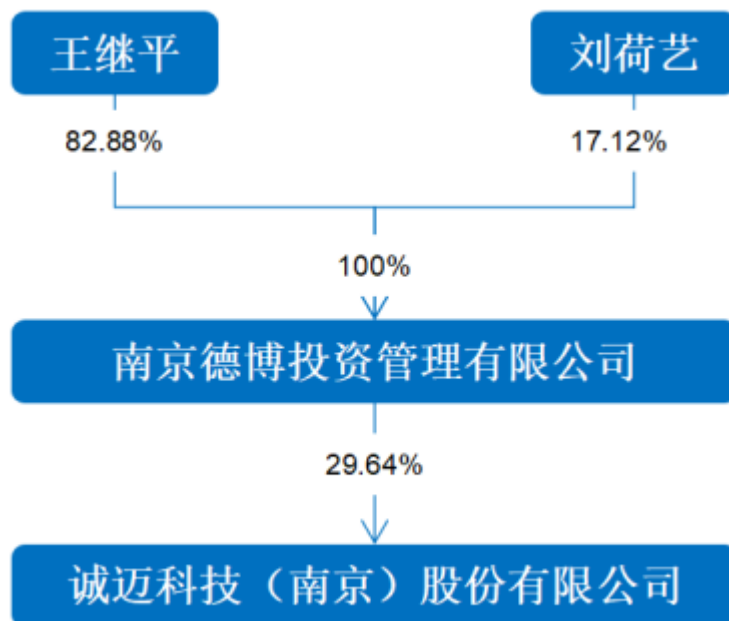 王继平
刘荷艺
82.88%
17.12%
100%
南京德博投资管理有限公司
29.64%
诚迈科技（南京）股份有限公司